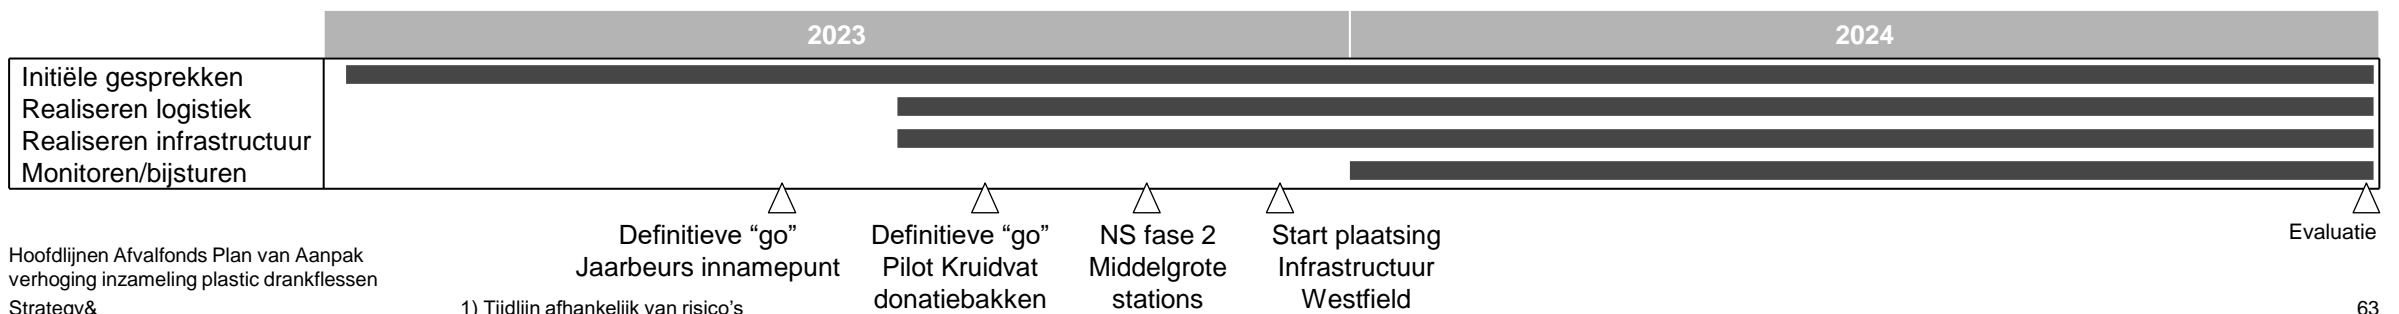 2023
2024
Initiële gesprekken
Realiseren logistiek
Realiseren infrastructuur
Monitoren/bijsturen
Definitieve “go”
Jaarbeurs innamepunt
Definitieve “go”
Pilot Kruidvat
donatiebakken
NS fase 2
Middelgrote
stations
Start plaatsing
Infrastructuur
Westfield
Evaluatie
Hoofdlijnen Afvalfonds Plan van Aanpak
verhoging inzameling plastic drankflessen
Strategy&
1) Tijdlijn afhankelijk van risico’s
63